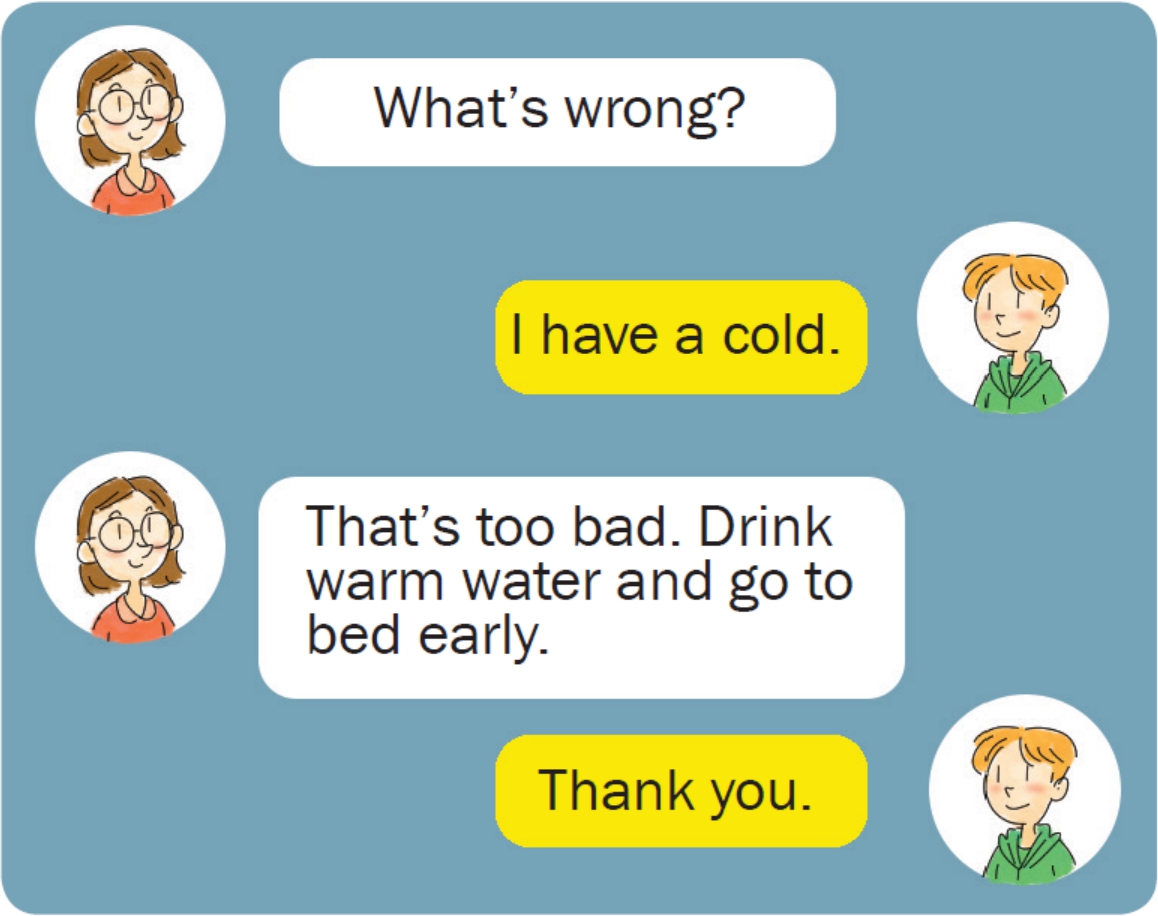 What’s wrong?
I have a cold.
That’s too bad. Drink
warm water and go to
bed early.
Thank you.